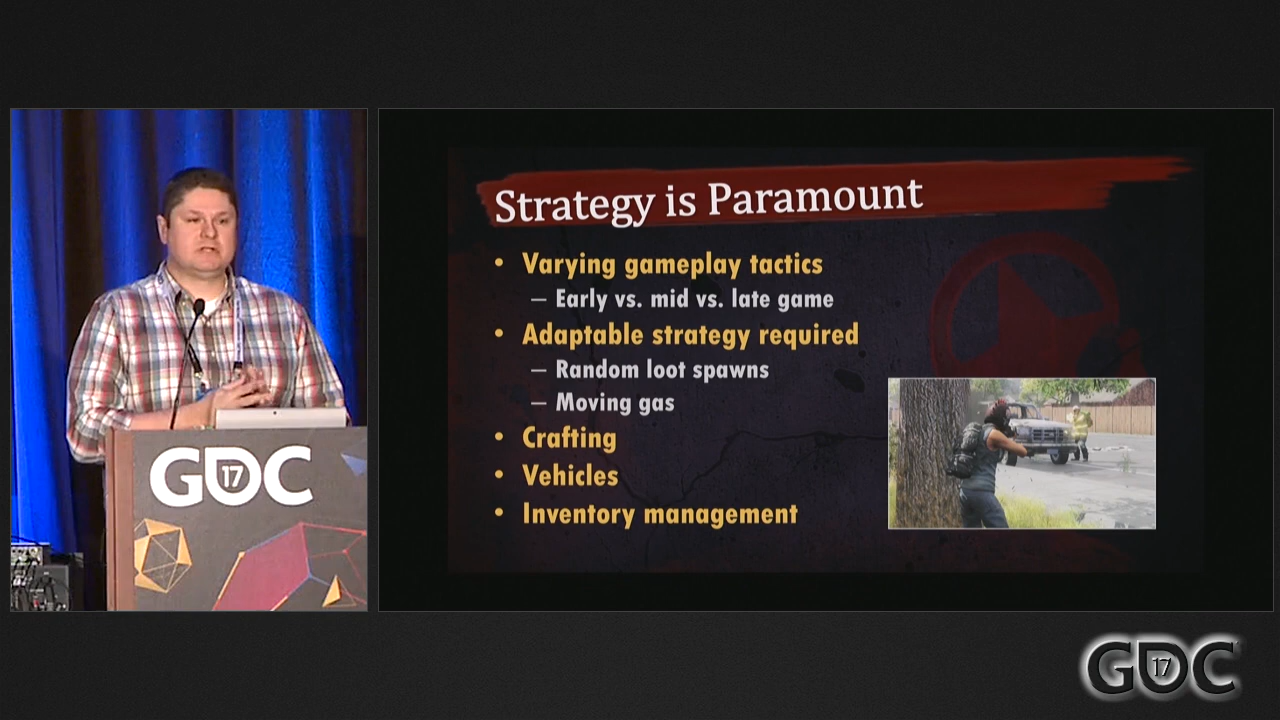 Strategy is Paramount
• Varying gameplay tactics
– Early vs. mid vs. late game
• Adaptable strategy required
– Random loot spawns
– Moving gas
• Crafting
• Vehicles
• Inventory management
GDC 17
GDC 17